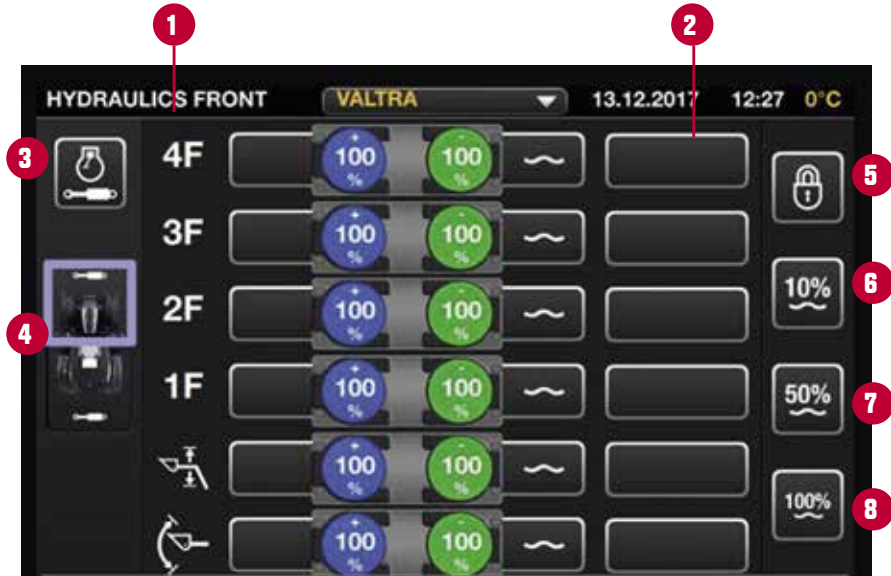 1 2
HYDRAULICS FRONT VALTRA 13.12.2017 12:27 0°C
3 4F + 100 % - 100 % 5
3F + 100 % - 100 %
4 2F + 100 % - 100 % 10% 6
1F + 100 % - 100 % 50% 7
+ 100 % - 100 % 100% 8
+ 100 % - 100 %